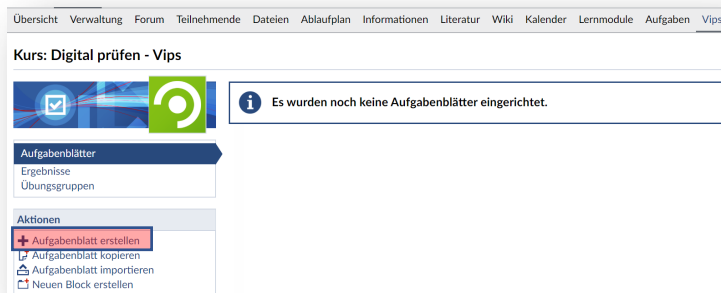 Übersicht Verwaltung Forum Teilnehmende Dateien Ablaufplan Informationen Literatur Wiki Kalender Lernmodule Aufgaben Vips
Kurs: Digital prüfen - Vips
Es wurden noch keine Aufgabenblätter eingerichtet.
Aufgabenblätter
Ergebnisse
Übungsgruppen
Aktionen
Aufgabenblatt erstellen
Aufgabenblatt kopieren
Aufgabenblatt importieren
Neuen Block erstellen